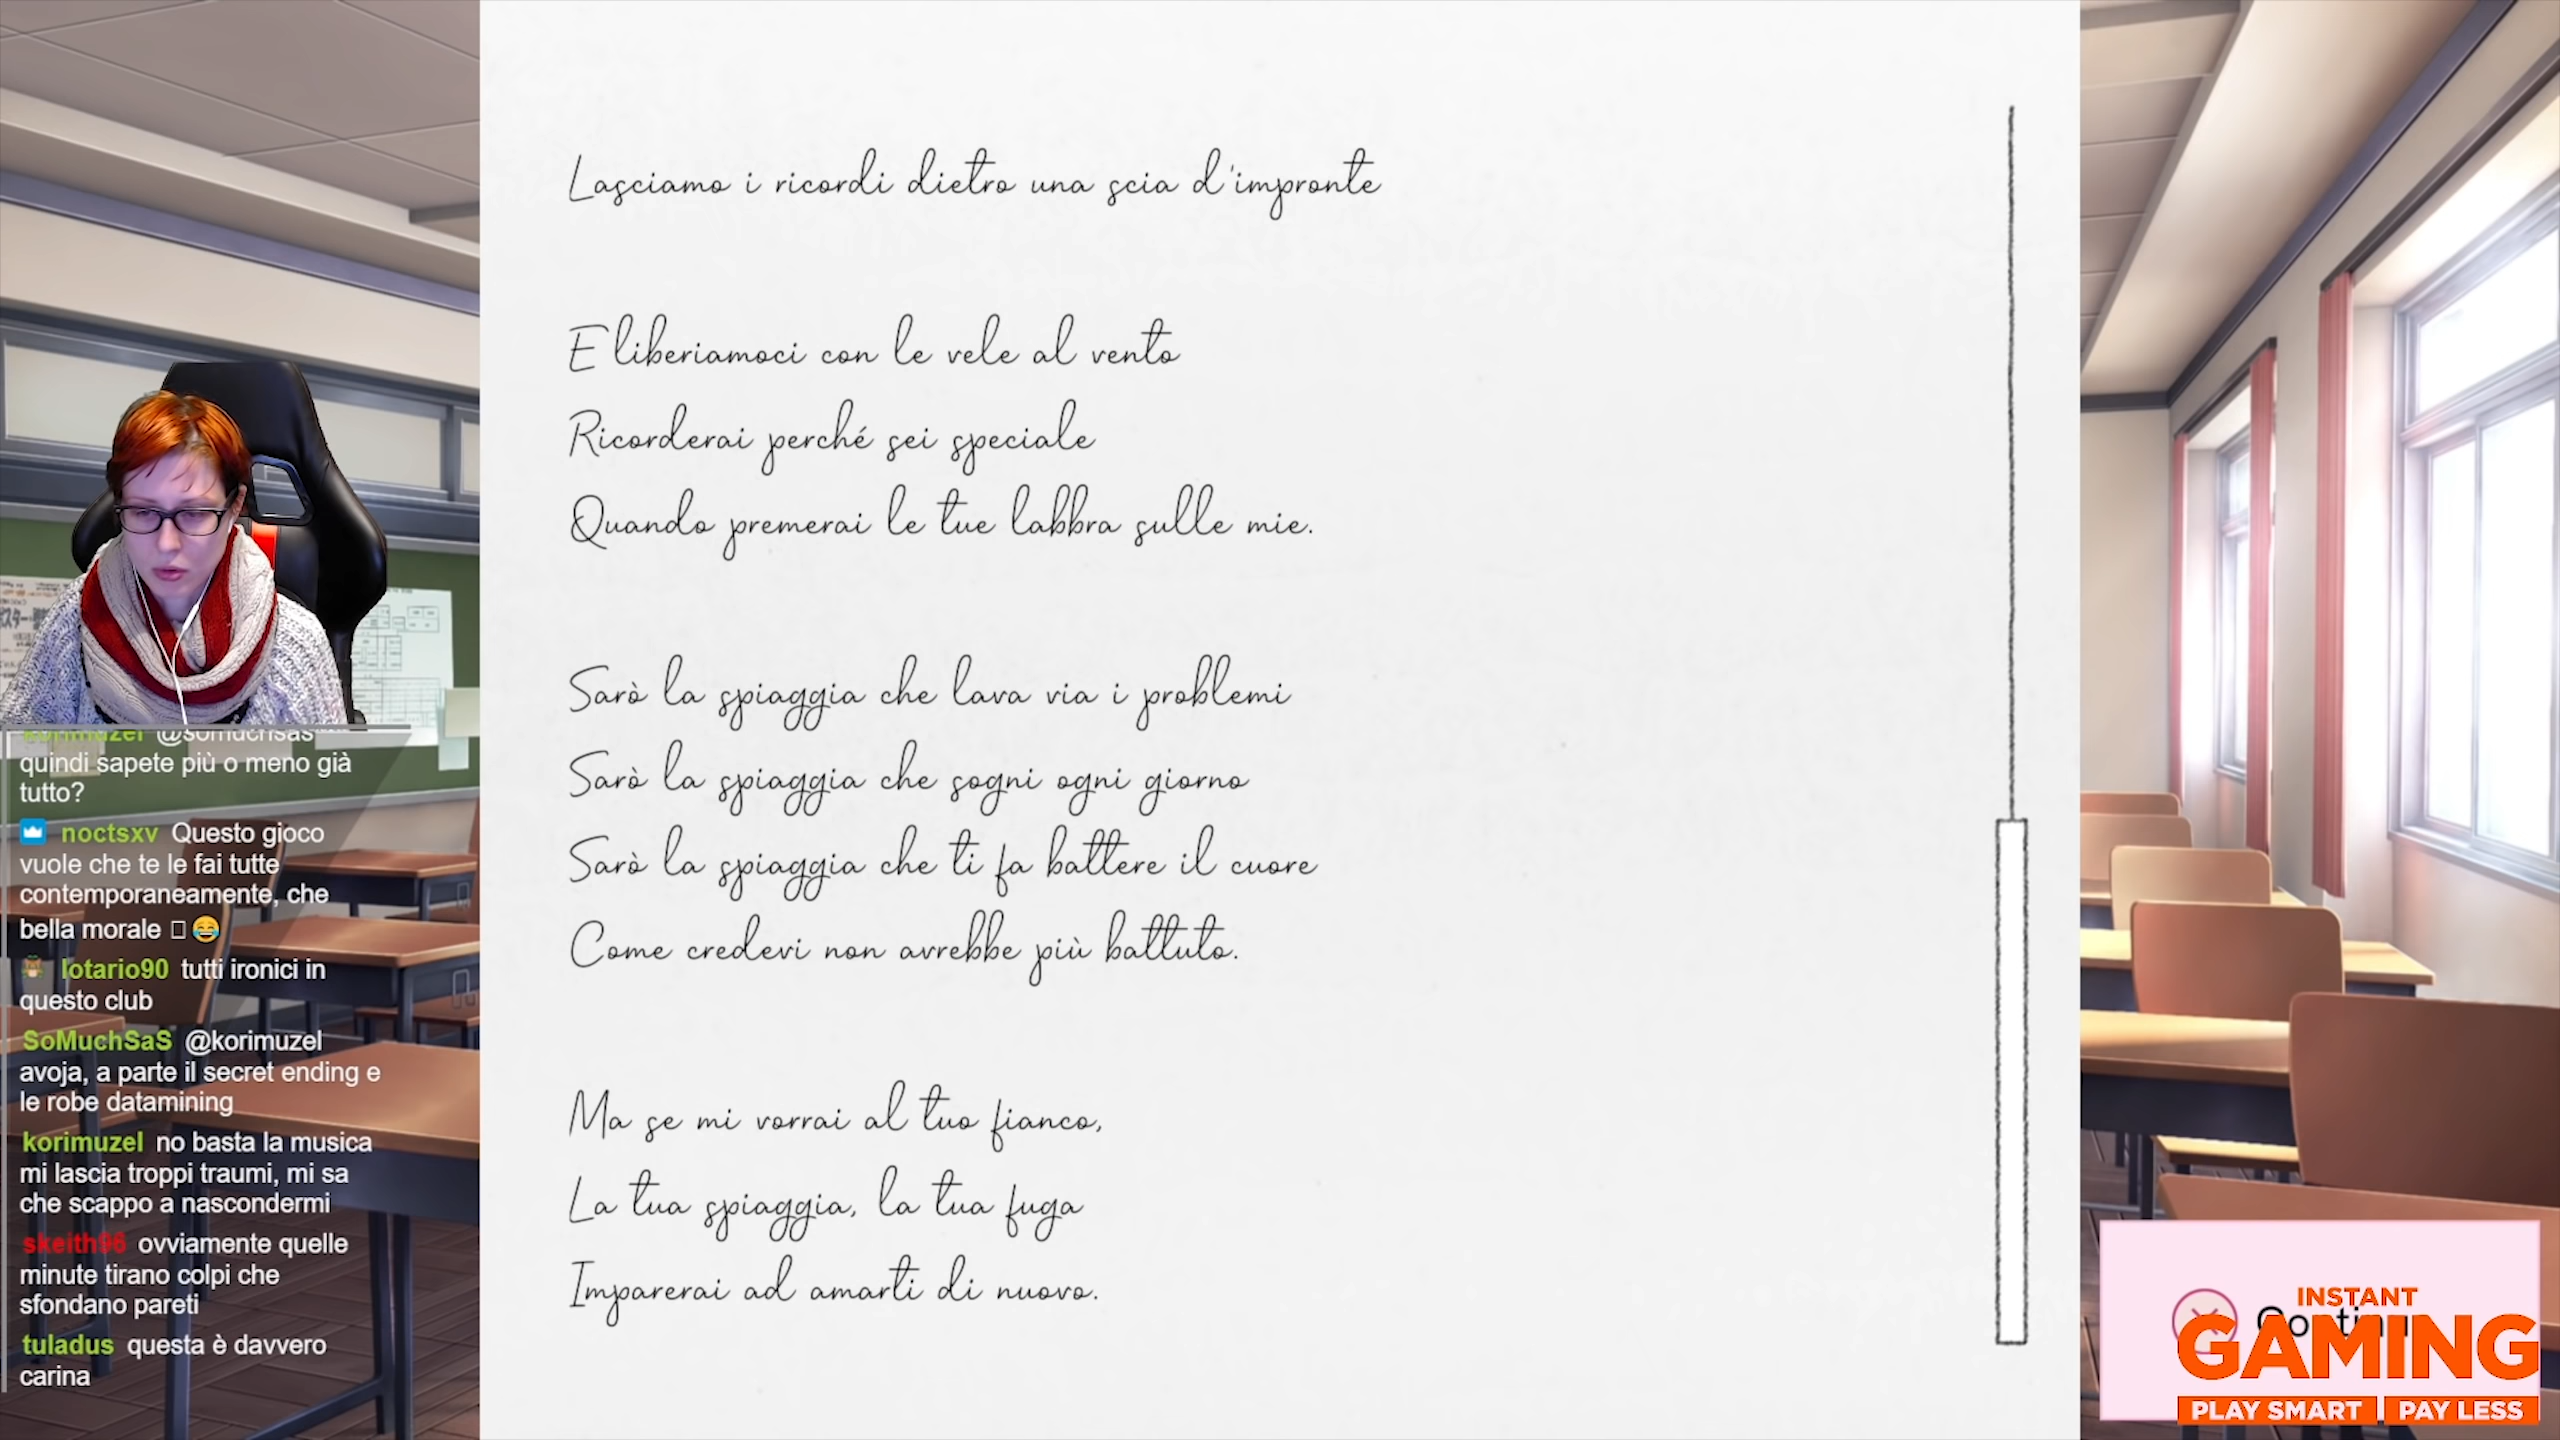 Lasciamo i ricordi dietro una scia d'impronte
E liberiamoci con le vele al vento
Ricorderai perché sei speciale
Quando premerai le tue labbra sulle mie.
Sarò la spiaggia che lava via i problemi
Sarò la spiaggia che sogni ogni giorno
Sarò la spiaggia che ti fa battere il cuore
Come credevi non avrebbe più battuto.
Ma se mi vorrai al tuo fianco,
La tua spiaggia, la tua fuga
Imparerai ad amarti di nuovo.
korimuzel @somuchsas
quindi sapete più o meno già
tutto?
noctsxv Questo gioco
vuole che te le fai tutte
contemporaneamente, che
bella morale 😂
lotario90 tutti ironici in
questo club
SoMuchSaS @korimuzel
avoja, a parte il secret ending e
le robe datamining
korimuzel no basta la musica
mi lascia troppi traumi, mi sa
che scappo a nascondermi
skeith96 ovviamente quelle
minute tirano colpi che
sfondano pareti
tuladus questa è davvero
carina
INSTANT
GAMING
PLAY SMART | PAY LESS